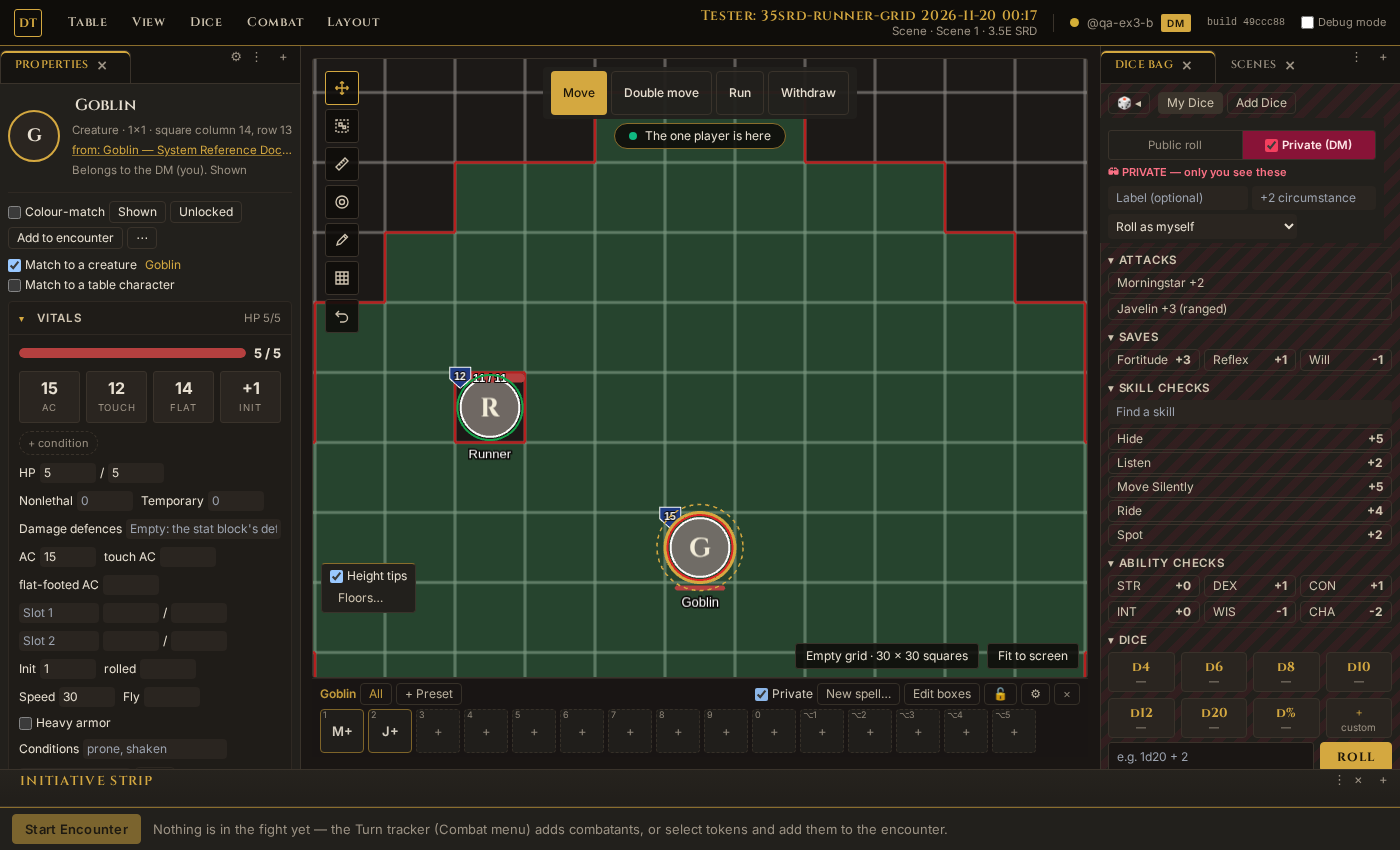 DT
Table View Dice Combat Layout
Tester: 35srd-runner-grid 2026-11-20 00:17
Scene · Scene 1 · 3.5E SRD
@qa-ex3-b DM build 49ccc88 Debug mode
Properties
Goblin
G
Creature · 1×1 · square column 14, row 13
from: Goblin — System Reference Doc...
Belongs to the DM (you). Shown
Colour-match Shown Unlocked
Add to encounter ...
Match to a creature Goblin
Match to a table character
VITALS HP 5/5
5 / 5
15 12 14 +1
AC TOUCH FLAT INIT
+ condition
HP 5 / 5
Nonlethal 0 Temporary 0
Damage defences Empty: the stat block's def
AC 15 touch AC
flat-footed AC
Slot 1 /
Slot 2 /
Init 1 rolled
Speed 30 Fly
Heavy armor
Conditions prone, shaken
Move Double move Run Withdraw
The one player is here
12 11 / 11
R
Runner
15
G
Goblin
Height tips
Floors...
Empty grid · 30 × 30 squares Fit to screen
Goblin All + Preset Private New spell... Edit boxes
1 2 3 4 5 6 7 8 9 0 ⌥1 ⌥2 ⌥3 ⌥4 ⌥5
M+ J+ + + + + + + + + + + + + +
Dice Bag Scenes
My Dice Add Dice
Public roll Private (DM)
PRIVATE — only you see these
Label (optional) +2 circumstance
Roll as myself
ATTACKS
Morningstar +2
Javelin +3 (ranged)
SAVES
Fortitude +3 Reflex +1 Will -1
SKILL CHECKS
Find a skill
Hide +5
Listen +2
Move Silently +5
Ride +4
Spot +2
ABILITY CHECKS
STR +0 DEX +1 CON +1
INT +0 WIS -1 CHA -2
DICE
D4 D6 D8 D10
— — — —
D12 D20 D% +
— — — custom
e.g. 1d20 + 2 ROLL
Initiative Strip
Start Encounter Nothing is in the fight yet — the Turn tracker (Combat menu) adds combatants, or select tokens and add them to the encounter.